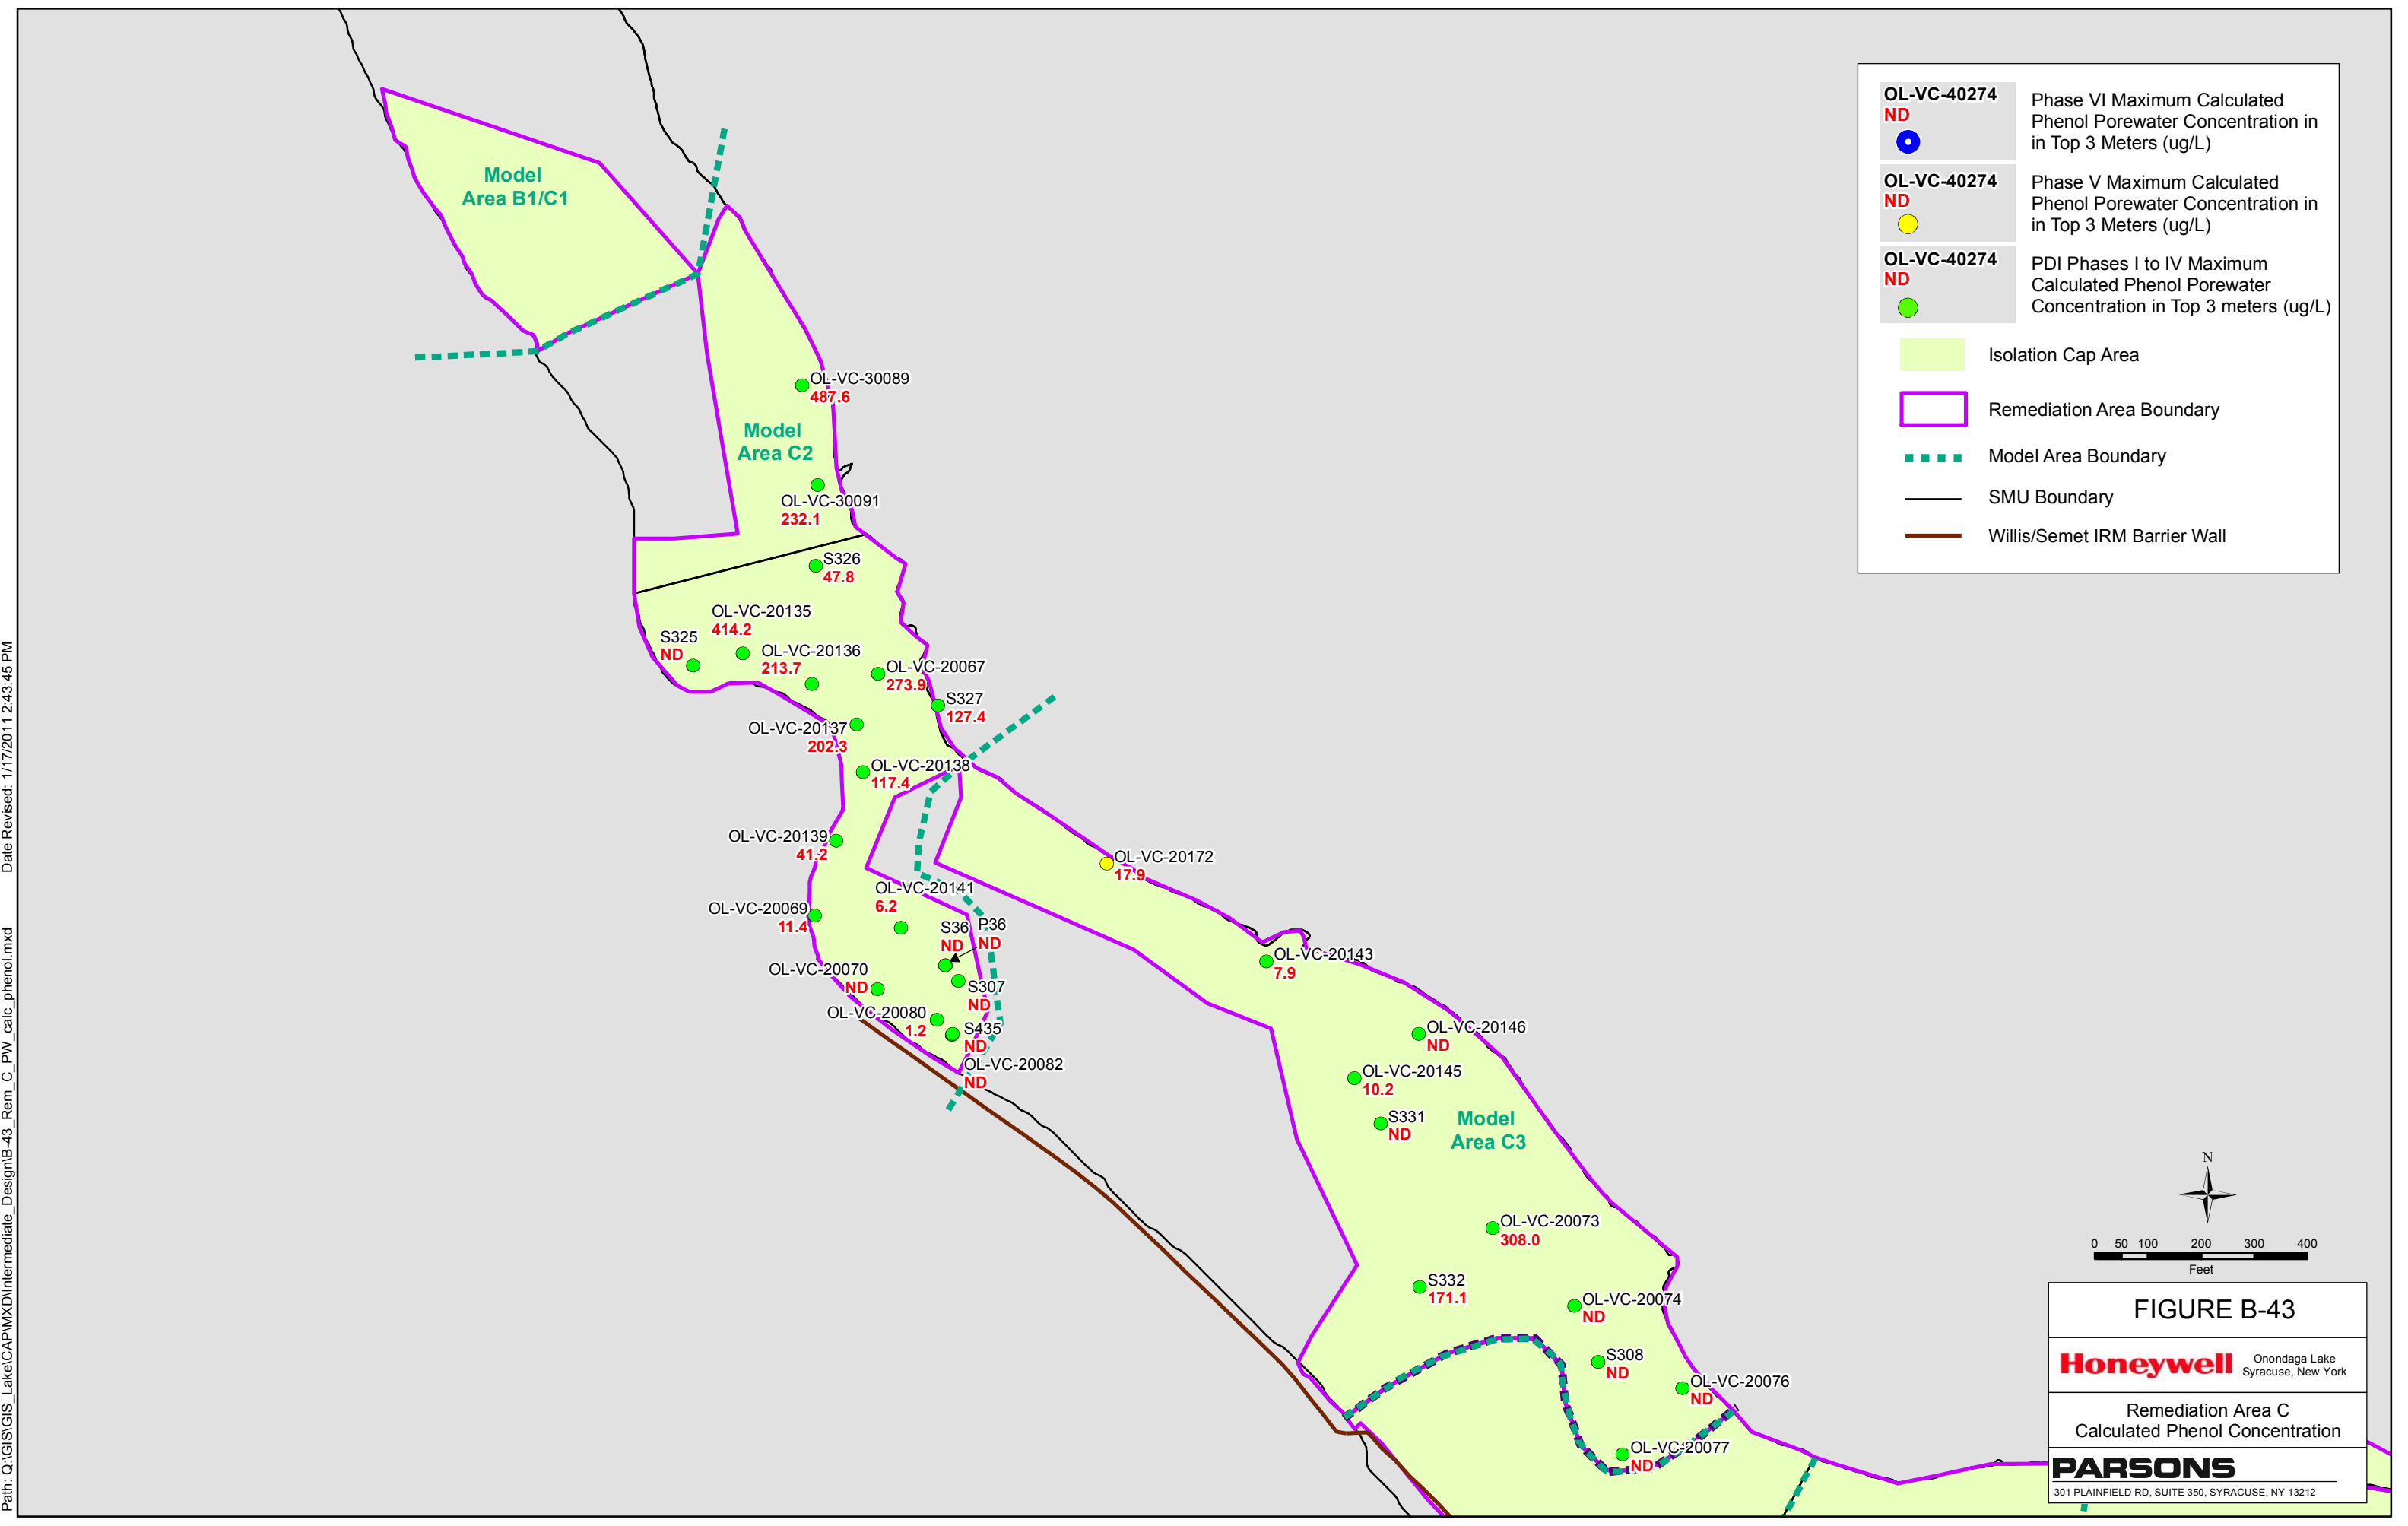 OL-VC-40274
ND
Phase VI Maximum Calculated
Phenol Porewater Concentration in
in Top 3 Meters (ug/L)
OL-VC-40274
ND
Phase V Maximum Calculated
Phenol Porewater Concentration in
in Top 3 Meters (ug/L)
OL-VC-40274
ND
PDI Phases I to IV Maximum
Calculated Phenol Porewater
Concentration in Top 3 meters (ug/L)
Isolation Cap Area
Remediation Area Boundary
Model Area Boundary
SMU Boundary
Willis/Semet IRM Barrier Wall
Model
Area B1/C1
OL-VC-30089
487.6
Model
Area C2
OL-VC-30091
232.1
S326
47.8
OL-VC-20135
414.2
S325
ND
OL-VC-20136
213.7
OL-VC-20067
273.9
S327
127.4
OL-VC-20137
202.3
OL-VC-20138
117.4
OL-VC-20139
41.2
OL-VC-20172
17.9
OL-VC-20141
6.2
OL-VC-20069
11.4
S36
ND
P36
ND
OL-VC-20070
ND
S307
ND
OL-VC-20080
1.2
S435
ND
OL-VC-20082
ND
OL-VC-20143
7.9
OL-VC-20146
ND
OL-VC-20145
10.2
S331
ND
Model
Area C3
OL-VC-20073
308.0
S332
171.1
OL-VC-20074
ND
S308
ND
OL-VC-20076
ND
OL-VC-20077
ND
N
0 50 100 200 300 400
Feet
FIGURE B-43
Honeywell
Onondaga Lake
Syracuse, New York
Remediation Area C
Calculated Phenol Concentration
PARSONS
301 PLAINFIELD RD, SUITE 350, SYRACUSE, NY 13212
Date Revised: 1/17/2011 2:43:45 PM
Path: Q:\GIS\GIS_Lake\CAP\MXD\Intermediate_Design\B-43_Rem_C_PW_calc_phenol.mxd